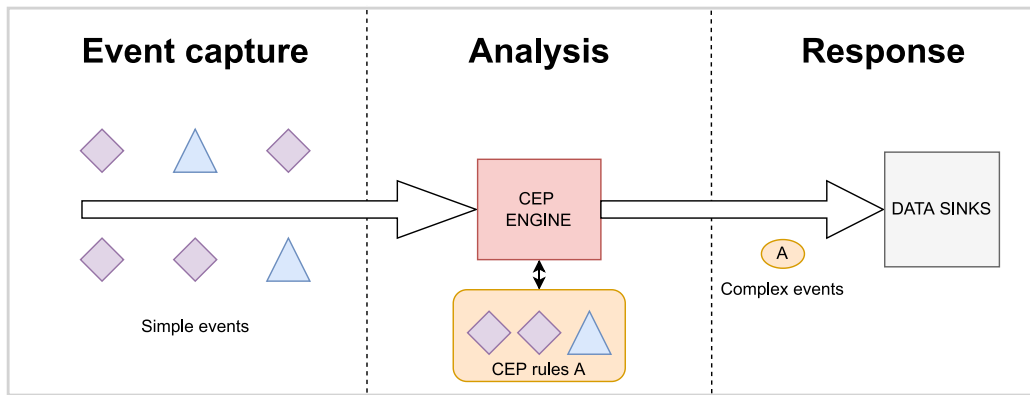 Event capture
Analysis
Response
CEP
ENGINE
DATA SINKS
A
Complex events
Simple events
CEP rules A